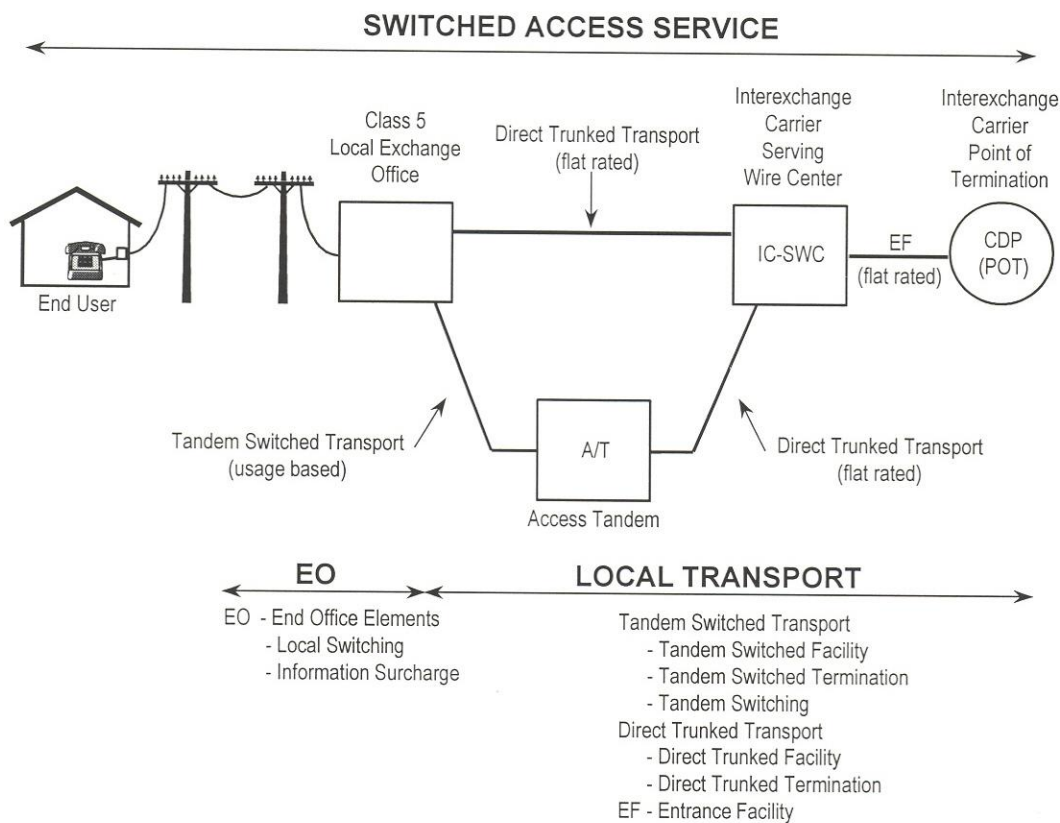 SWITCHED ACCESS SERVICE
Class 5
Local Exchange
Office
Direct Trunked Transport
(flat rated)
Interexchange
Carrier
Serving
Wire Center
Interexchange
Carrier
Point of
Termination
End User
IC-SWC
EF
(flat rated)
CDP
(POT)
Tandem Switched Transport
(usage based)
A/T
Access Tandem
Direct Trunked Transport
(flat rated)
EO
LOCAL TRANSPORT
EO - End Office Elements
- Local Switching
- Information Surcharge
Tandem Switched Transport
- Tandem Switched Facility
- Tandem Switched Termination
- Tandem Switching
Direct Trunked Transport
- Direct Trunked Facility
- Direct Trunked Termination
EF - Entrance Facility